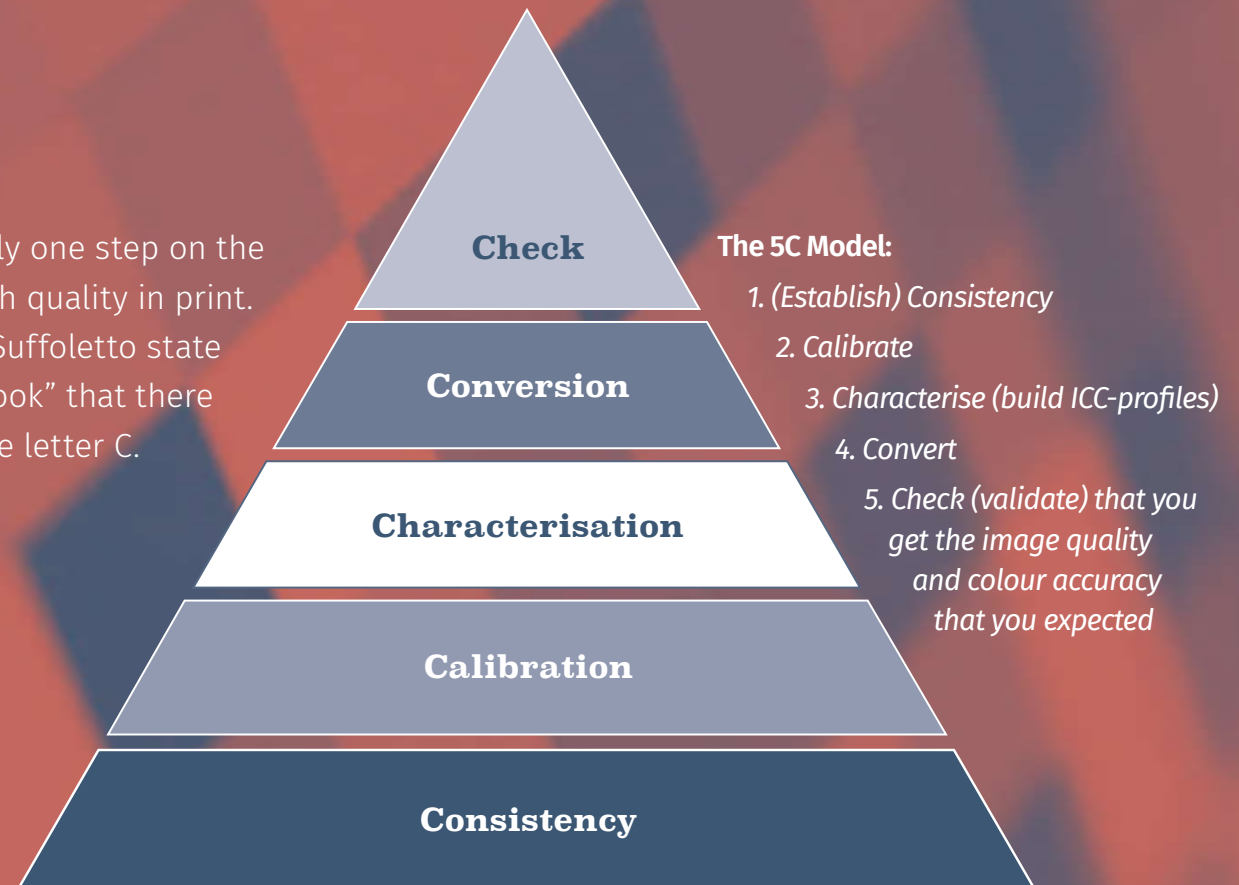 ly one step on the
h quality in print.
Suffoletto state
ook” that there
e letter C.
Check
Conversion
Characterisation
Calibration
Consistency
The 5C Model:
1. (Establish) Consistency
2. Calibrate
3. Characterise (build ICC-profiles)
4. Convert
5. Check (validate) that you
get the image quality
and colour accuracy
that you expected